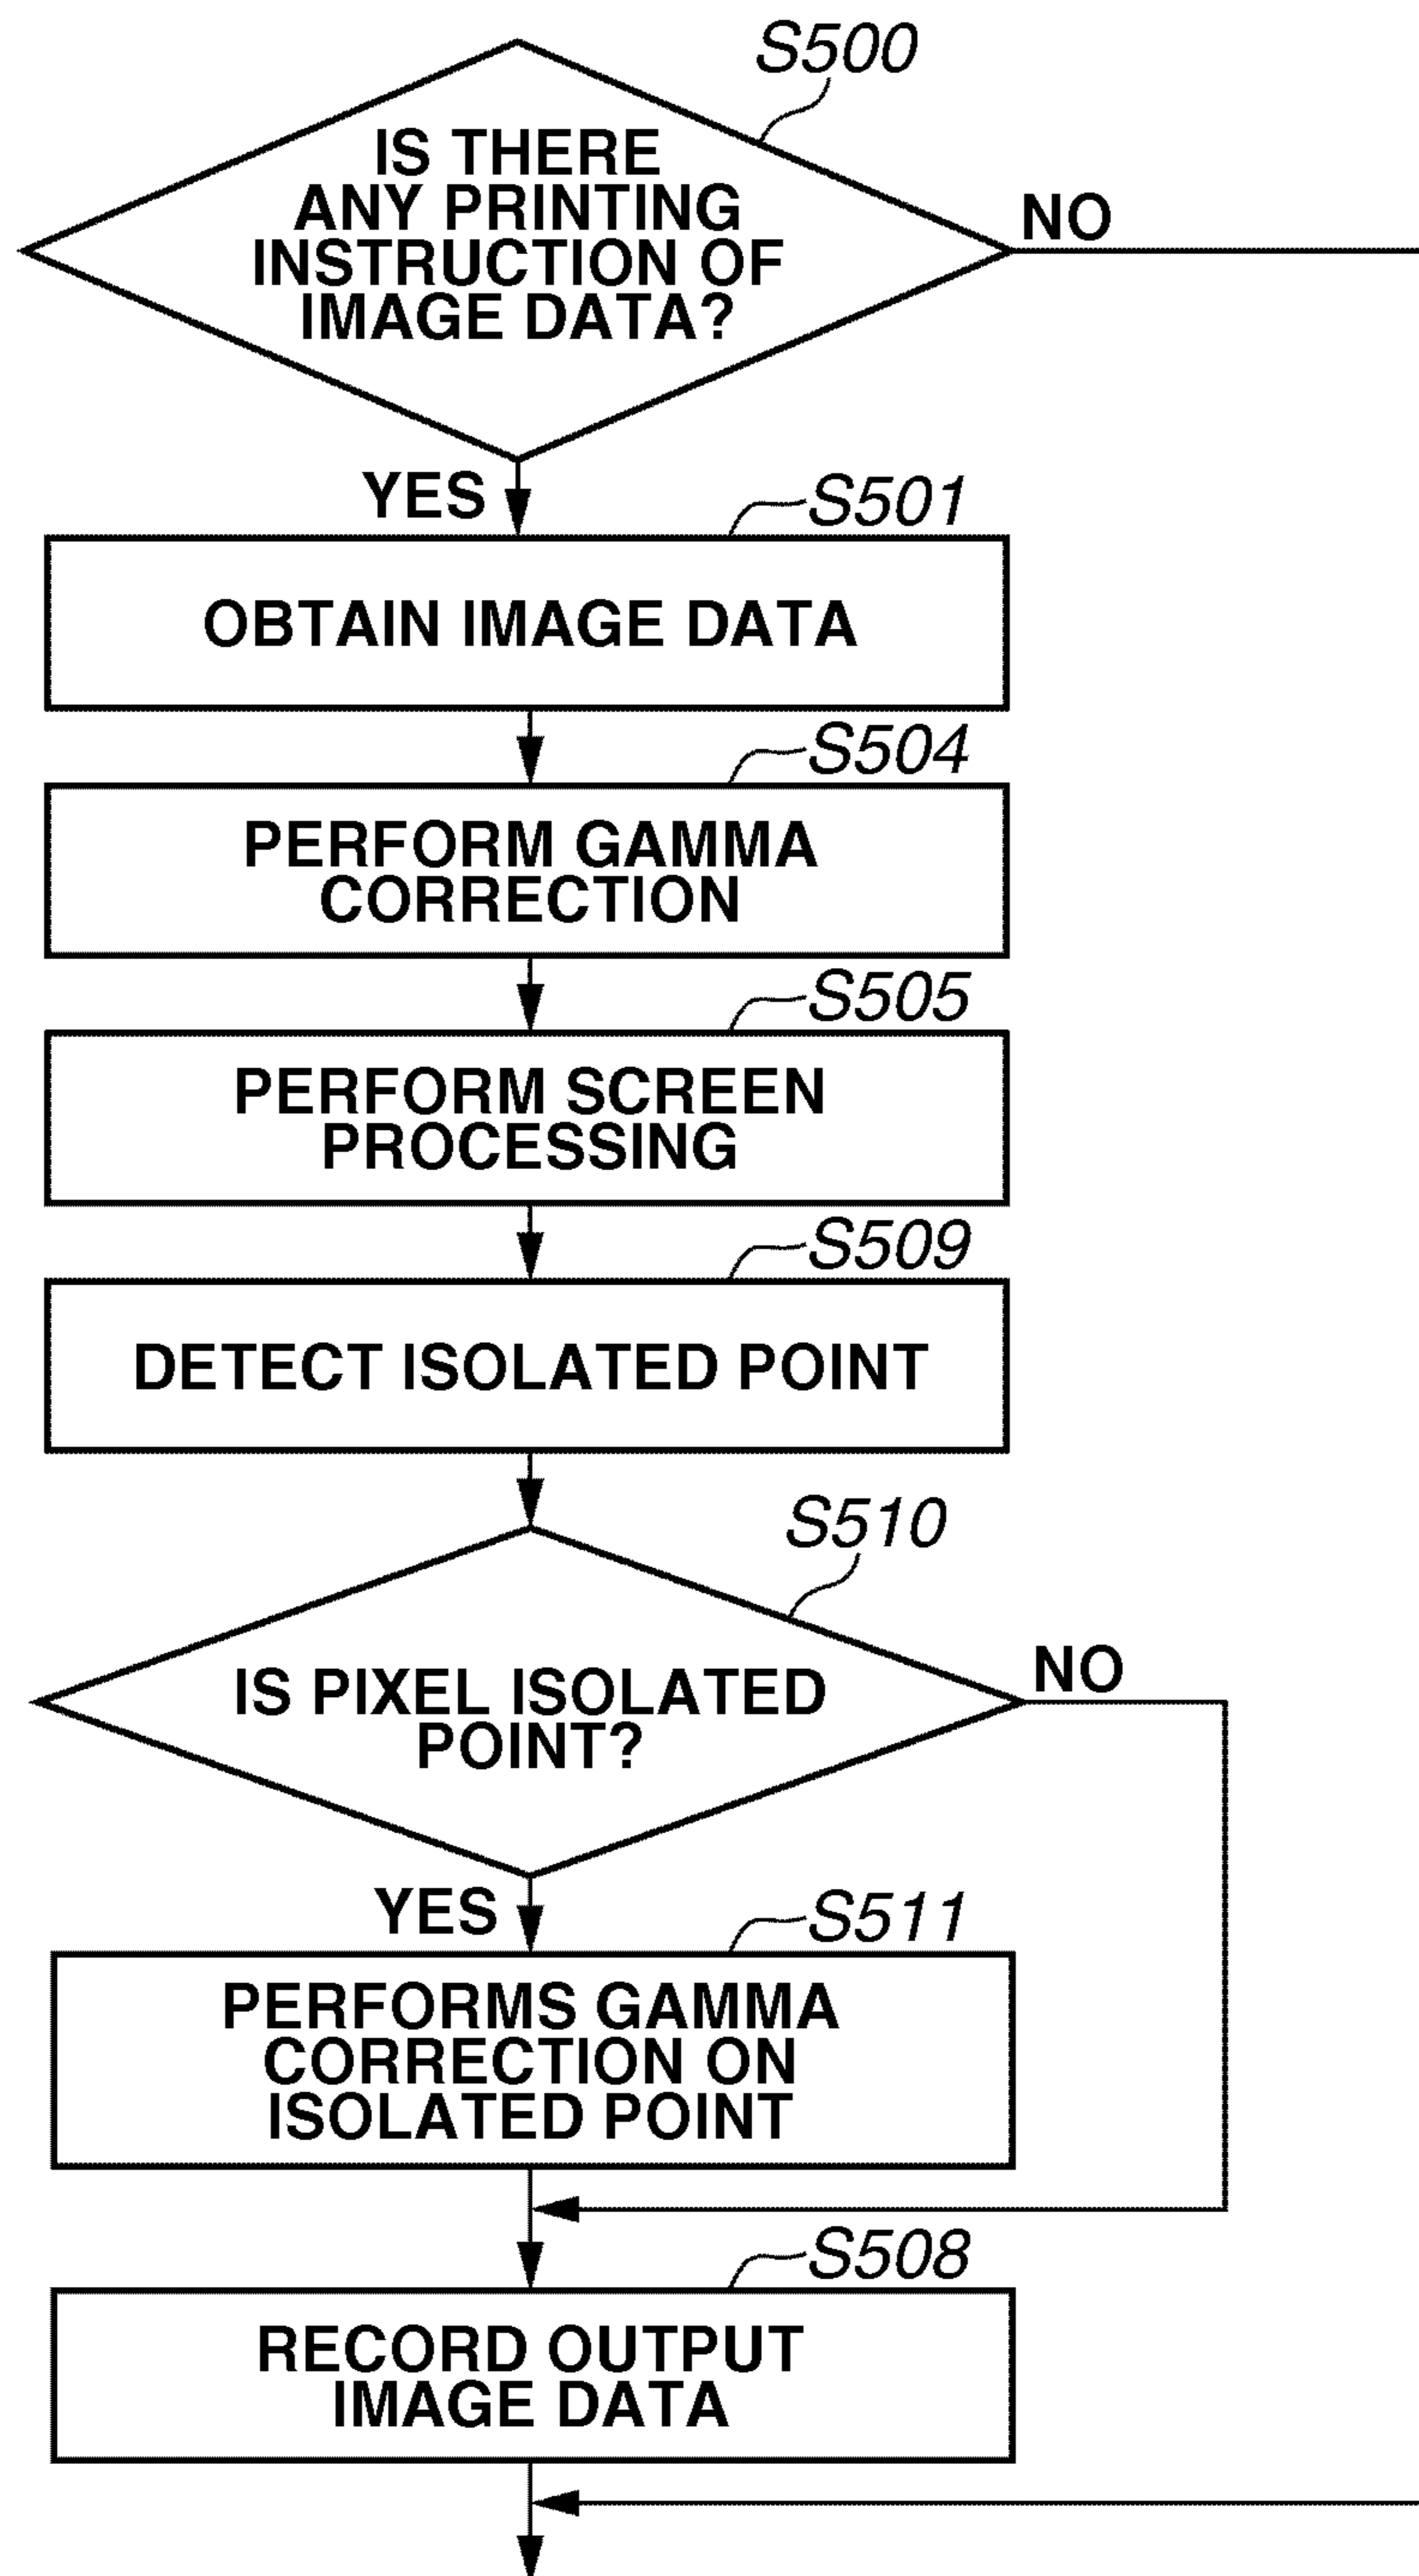 S500
IS THERE
ANY PRINTING
INSTRUCTION OF
IMAGE DATA?
NO
YES
S501
OBTAIN IMAGE DATA
S504
PERFORM GAMMA
CORRECTION
S505
PERFORM SCREEN
PROCESSING
S509
DETECT ISOLATED POINT
S510
IS PIXEL ISOLATED
POINT?
NO
YES
S511
PERFORMS GAMMA
CORRECTION ON
ISOLATED POINT
S508
RECORD OUTPUT
IMAGE DATA